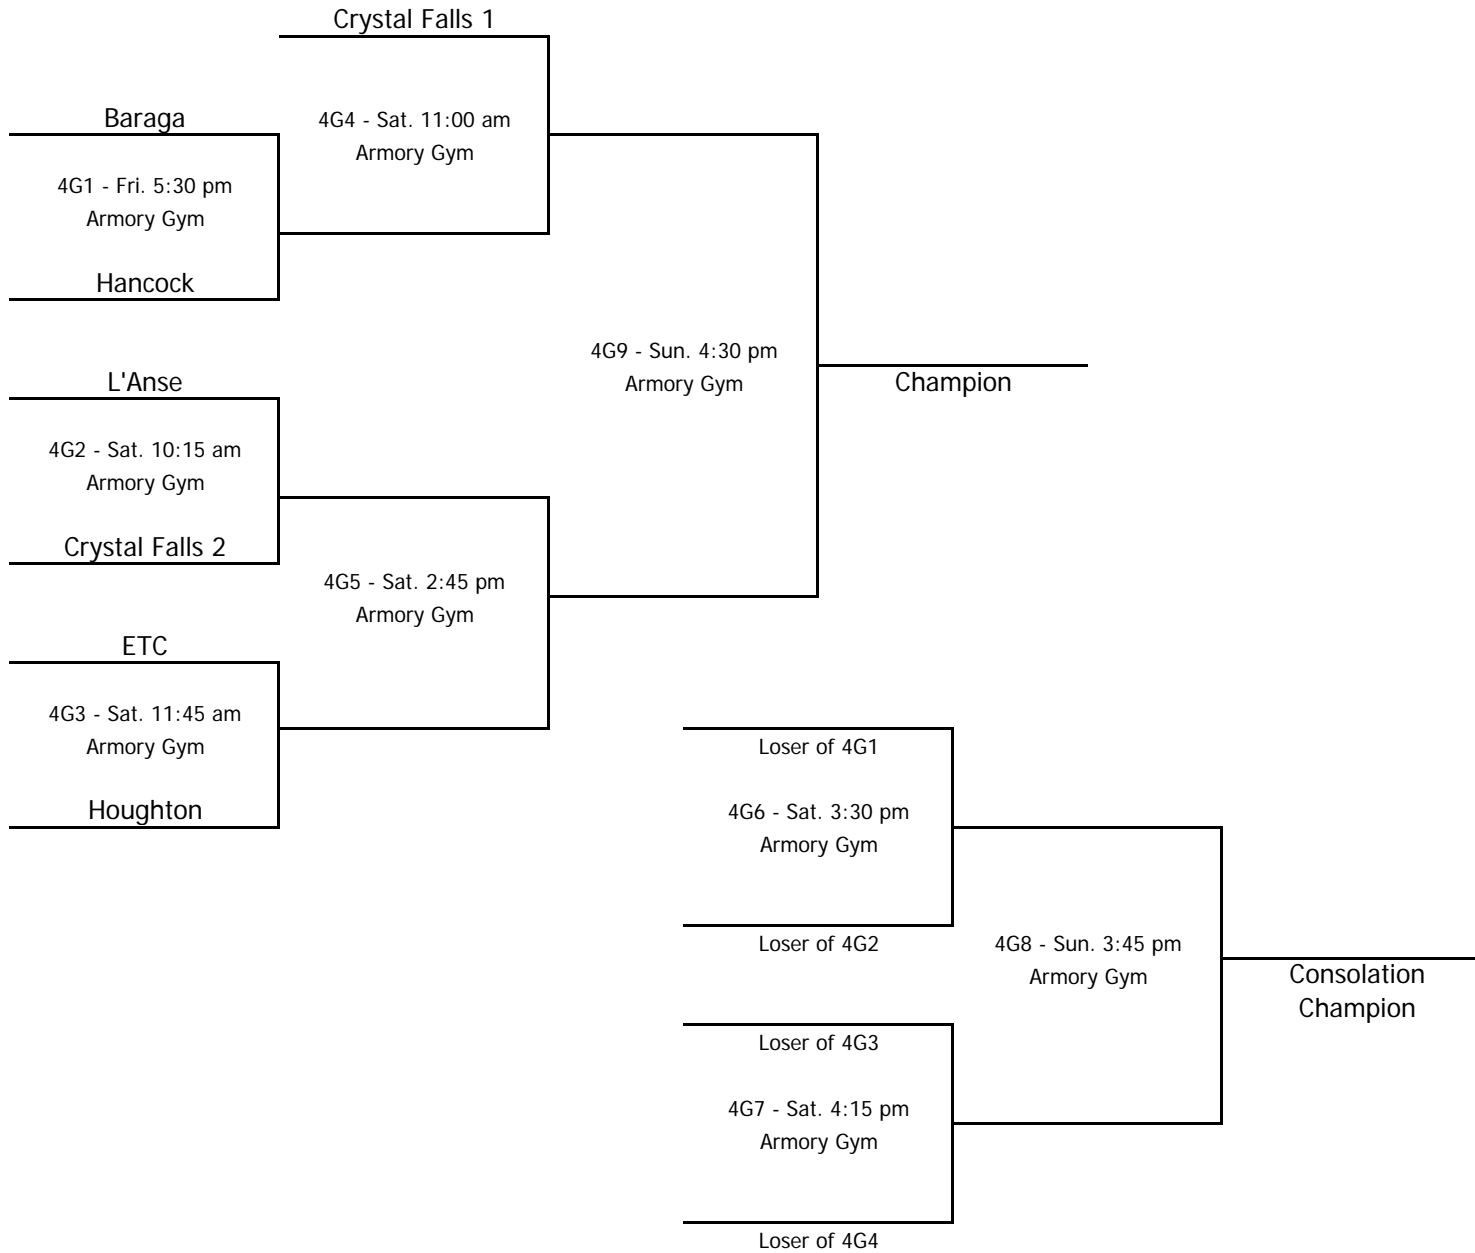 Crystal Falls 1
Baraga
4G4 - Sat. 11:00 am
Armory Gym
4G1 - Fri. 5:30 pm
Armory Gym
Hancock
4G9 - Sun. 4:30 pm
Armory Gym
Champion
L'Anse
4G2 - Sat. 10:15 am
Armory Gym
Crystal Falls 2
4G5 - Sat. 2:45 pm
Armory Gym
ETC
4G3 - Sat. 11:45 am
Armory Gym
Houghton
Loser of 4G1
4G6 - Sat. 3:30 pm
Armory Gym
Loser of 4G2
4G8 - Sun. 3:45 pm
Armory Gym
Consolation
Champion
Loser of 4G3
4G7 - Sat. 4:15 pm
Armory Gym
Loser of 4G4